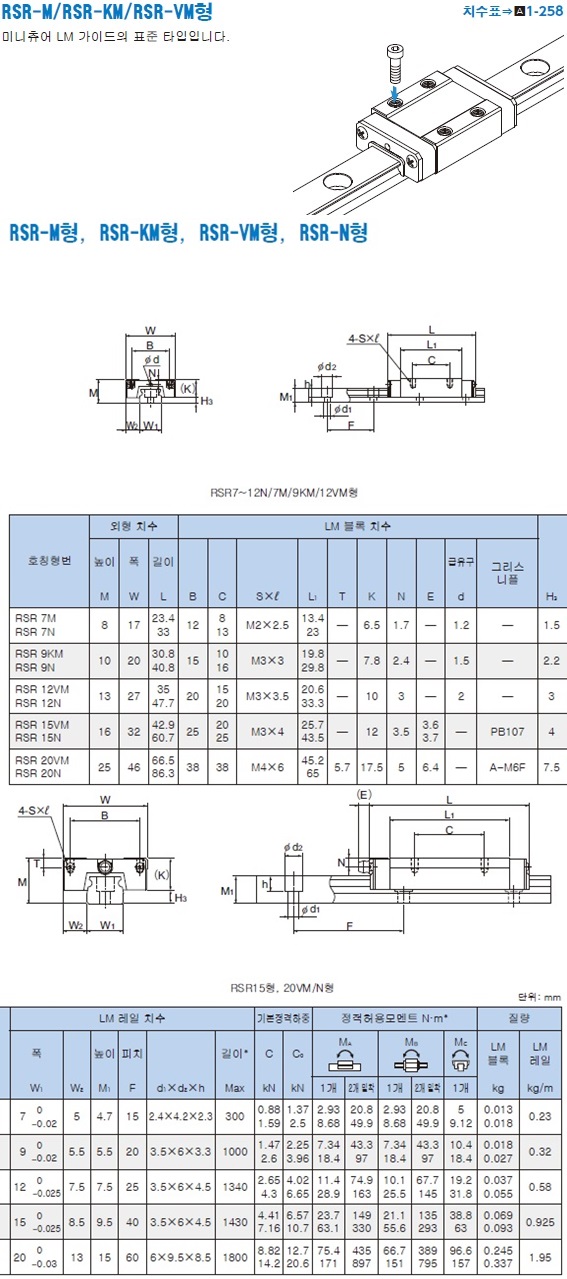 RSR-M/RSR-KM/RSR-VM형
치수표⇒A1-258
미니츄어 LM 가이드의 표준 타입입니다.
RSR-M형, RSR-KM형, RSR-VM형, RSR-N형
W
B
ød
N
M
(K)
H3
W2 W1
4-S×ℓ
L
L1
C
ød2
h
M1
ød1
F
RSR7~12N/7M/9KM/12VM형
호칭형번 외형 치수 LM 블록 치수
높이 폭 길이 급유구 그리스 니플
M W L B C S×ℓ L1 T K N E d H3
RSR 7M 8 17 23.4 12 8 M2×2.5 13.4 — 6.5 1.7 — 1.2 — 1.5
RSR 7N 33 13 23
RSR 9KM 10 20 30.8 15 10 M3×3 19.8 — 7.8 2.4 — 1.5 — 2.2
RSR 9N 40.8 16 29.8
RSR 12VM 13 27 35 20 15 M3×3.5 20.6 — 10 3 — 2 — 3
RSR 12N 47.7 20 33.3
RSR 15VM 16 32 42.9 25 20 M3×4 25.7 — 12 3.5 3.6 — PB107 4
RSR 15N 60.7 25 43.5 3.7
RSR 20VM 25 46 66.5 38 38 M4×6 45.2 5.7 17.5 5 6.4 — A-M6F 7.5
RSR 20N 86.3 65
4-S×ℓ
W
B
T
M
(K)
H3
W2 W1
(E)
L
L1
C
ød2
N
h
M1
ød1
F
RSR15형, 20VM/N형
단위: mm
LM 레일 치수 기본정격하중 정적허용모멘트 N·m* 질량
폭 높이 피치 길이* C C0 MA MB MC LM 블록 LM 레일
W1 W2 M1 F d1×d2×h Max kN kN 1개 2개 밀착 1개 2개 밀착 1개 kg kg/m
7 0 -0.02 5 4.7 15 2.4×4.2×2.3 300 0.88 1.37 2.93 20.8 2.93 20.8 5 0.013 0.23
1.59 2.5 8.68 49.9 8.68 49.9 9.12 0.018
9 0 -0.02 5.5 5.5 20 3.5×6×3.3 1000 1.47 2.25 7.34 43.3 7.34 43.3 10.4 0.018 0.32
2.6 3.96 18.4 97 18.4 97 18.4 0.027
12 0 -0.025 7.5 7.5 25 3.5×6×4.5 1340 2.65 4.02 11.4 74.9 10.1 67.7 19.2 0.037 0.58
4.3 6.65 28.9 163 25.5 145 31.8 0.055
15 0 -0.025 8.5 9.5 40 3.5×6×4.5 1430 4.41 6.57 23.7 149 21.1 135 38.8 0.069 0.925
7.16 10.7 63.1 330 55.6 293 63 0.093
20 0 -0.03 13 15 60 6×9.5×8.5 1800 8.82 12.7 75.4 435 66.7 389 96.6 0.245 1.95
14.2 20.6 171 897 151 795 157 0.337